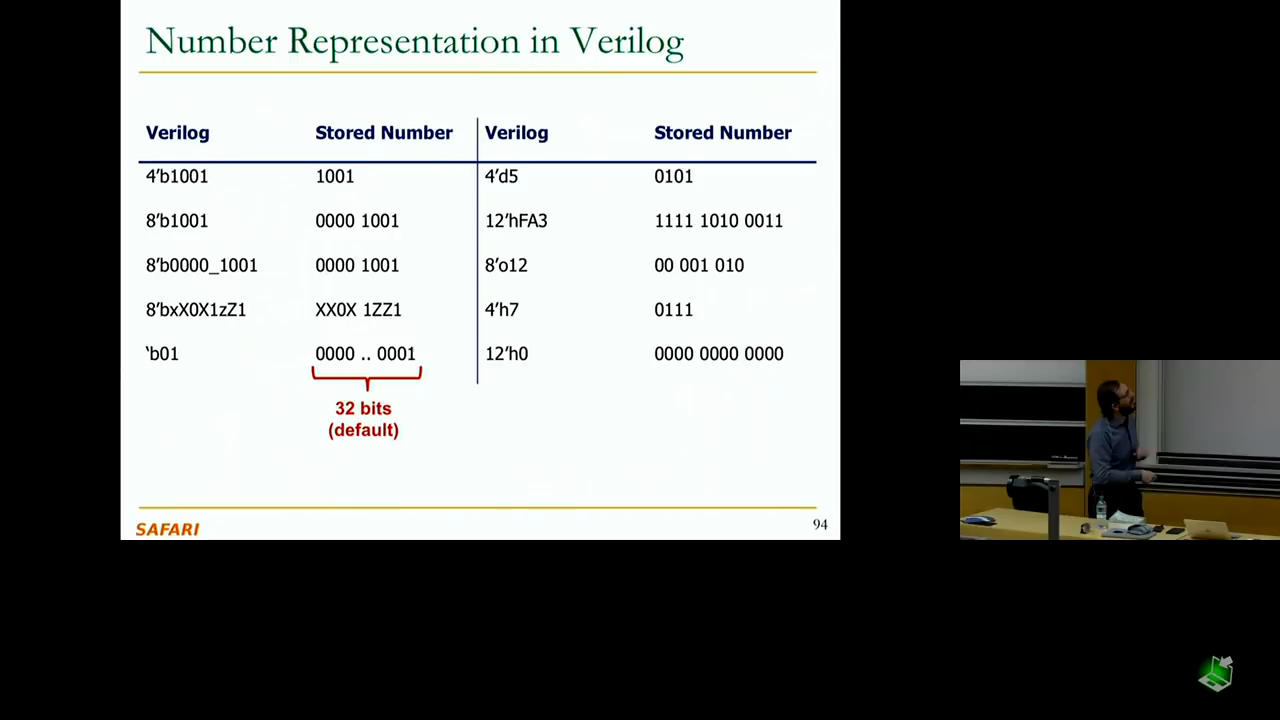 Number Representation in Verilog
Verilog Stored Number Verilog Stored Number
4’b1001 1001 4’d5 0101
8’b1001 0000 1001 12’hFA3 1111 1010 0011
8’b0000_1001 0000 1001 8’o12 00 001 010
8’bxX0X1zZ1 XX0X 1ZZ1 4’h7 0111
‘b01 0000 .. 0001 12’h0 0000 0000 0000
32 bits
(default)
SAFARI 94